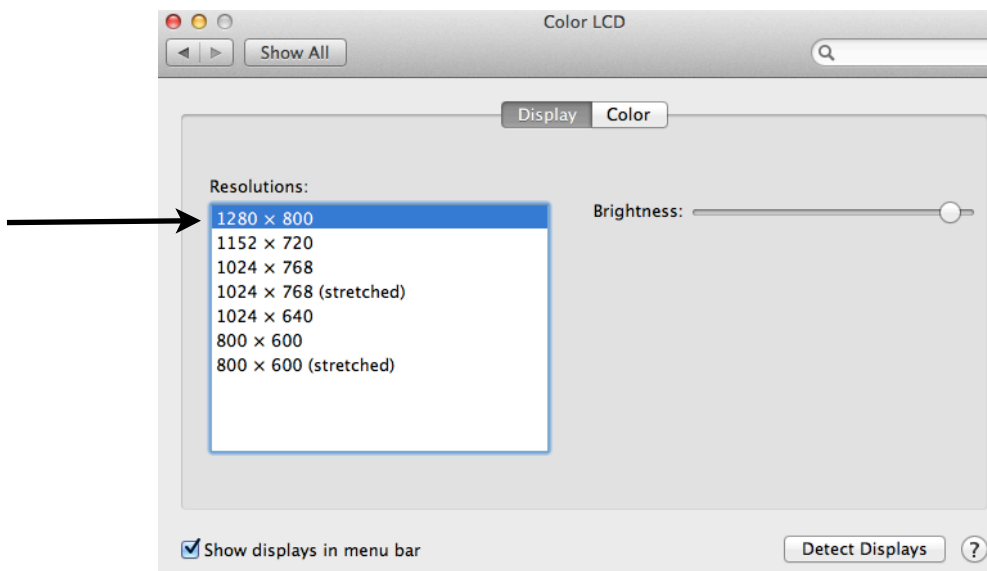 Color LCD
Show All
Display Color
Resolutions:
1280 × 800
1152 × 720
1024 × 768
1024 × 768 (stretched)
1024 × 640
800 × 600
800 × 600 (stretched)
Brightness:
Show displays in menu bar
Detect Displays ?